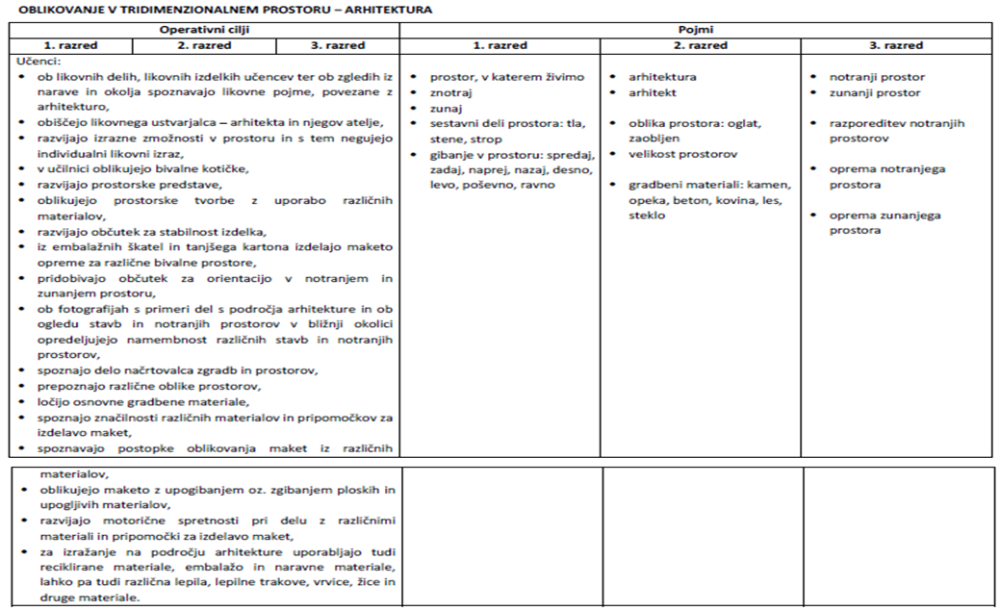 OBLIKOVANJE V TRIDIMENZIONALNEM PROSTORU – ARHITEKTURA
Operativni cilji
Pojmi
1. razred
2. razred
3. razred
1. razred
2. razred
3. razred
Učenci:
• ob likovnih delih, likovnih izdelkih učencev ter ob zgledih iz
narave in okolja spoznavajo likovne pojme, povezane z
arhitekturo,
• obiščejo likovnega ustvarjalca – arhitekta in njegov atelje,
• razvijajo izrazne zmožnosti v prostoru in s tem negujejo
individualni likovni izraz,
• v učilnici oblikujejo bivalne kotičke,
• razvijajo prostorske predstave,
• oblikujejo prostorske tvorbe z uporabo različnih
materialov,
• razvijajo občutek za stabilnost izdelka,
• iz embalažnih škatel in tanjšega kartona izdelajo maketo
opreme za različne bivalne prostore,
• pridobivajo občutek za orientacijo v notranjem in
zunanjem prostoru,
• ob fotografijah s primeri del s področja arhitekture in ob
ogledu stavb in notranjih prostorov v bližnji okolici
opredeljujejo namembnost različnih stavb in notranjih
prostorov,
• spoznajo delo načrtovalca zgradb in prostorov,
• prepoznajo različne oblike prostorov,
• ločijo osnovne gradbene materiale,
• spoznajo značilnosti različnih materialov in pripomočkov za
izdelavo maket,
• spoznavajo postopke oblikovanja maket iz različnih
materialov,
• oblikujejo maketo z upogibanjem oz. zgibanjem ploskih in
upogljivih materialov,
• razvijajo motorične spretnosti pri delu z različnimi
materiali in pripomočki za izdelavo maket,
• za izražanje na področju arhitekture uporabljajo tudi
reciklirane materiale, embalažo in naravne materiale,
lahko pa tudi različna lepila, lepilne trakove, vrvice, žice in
druge materiale.
• prostor, v katerem živimo
• znotraj
• zunaj
• sestavni deli prostora: tla,
stene, strop
• gibanje v prostoru: spredaj,
zadaj, naprej, nazaj, desno,
levo, poševno, ravno
• arhitektura
• arhitekt
• oblika prostora: oglat,
zaobljen
• velikost prostorov
• gradbeni materiali: kamen,
opeka, beton, kovina, les,
steklo
• notranji prostor
• zunanji prostor
• razporeditev notranjih
prostorov
• oprema notranjega
prostora
• oprema zunanjega
prostora